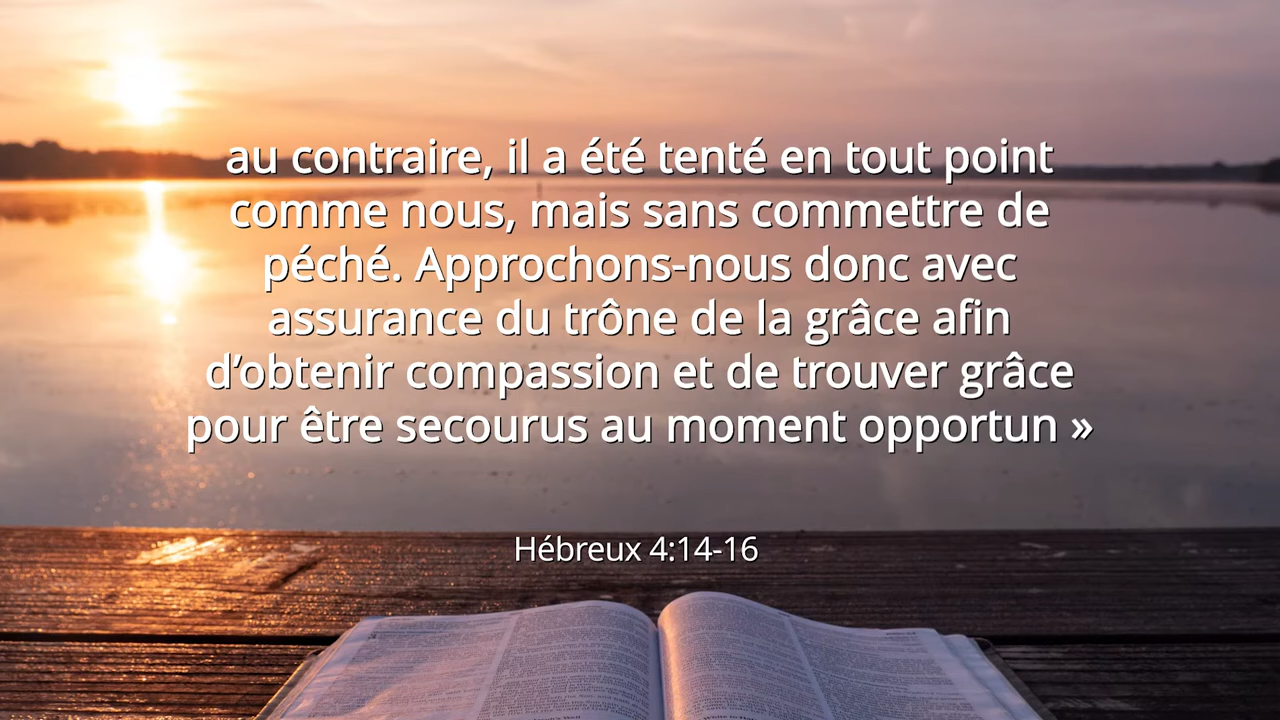 au contraire, il a été tenté en tout point
comme nous, mais sans commettre de
péché. Approchons-nous donc avec
assurance du trône de la grâce afin
d’obtenir compassion et de trouver grâce
pour être secourus au moment opportun »
Hébreux 4:14-16